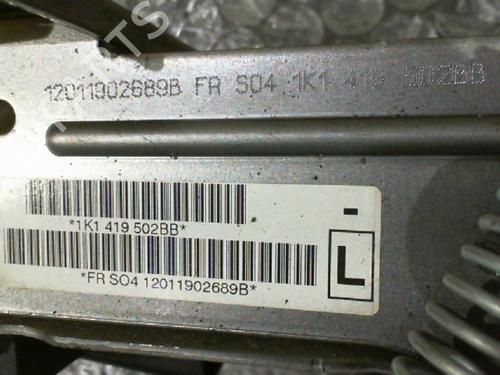 12011902689B FR SO4 1K1 419 502BB
-
*1K1 419 502BB*
L
*FR SO4 12011902689B*